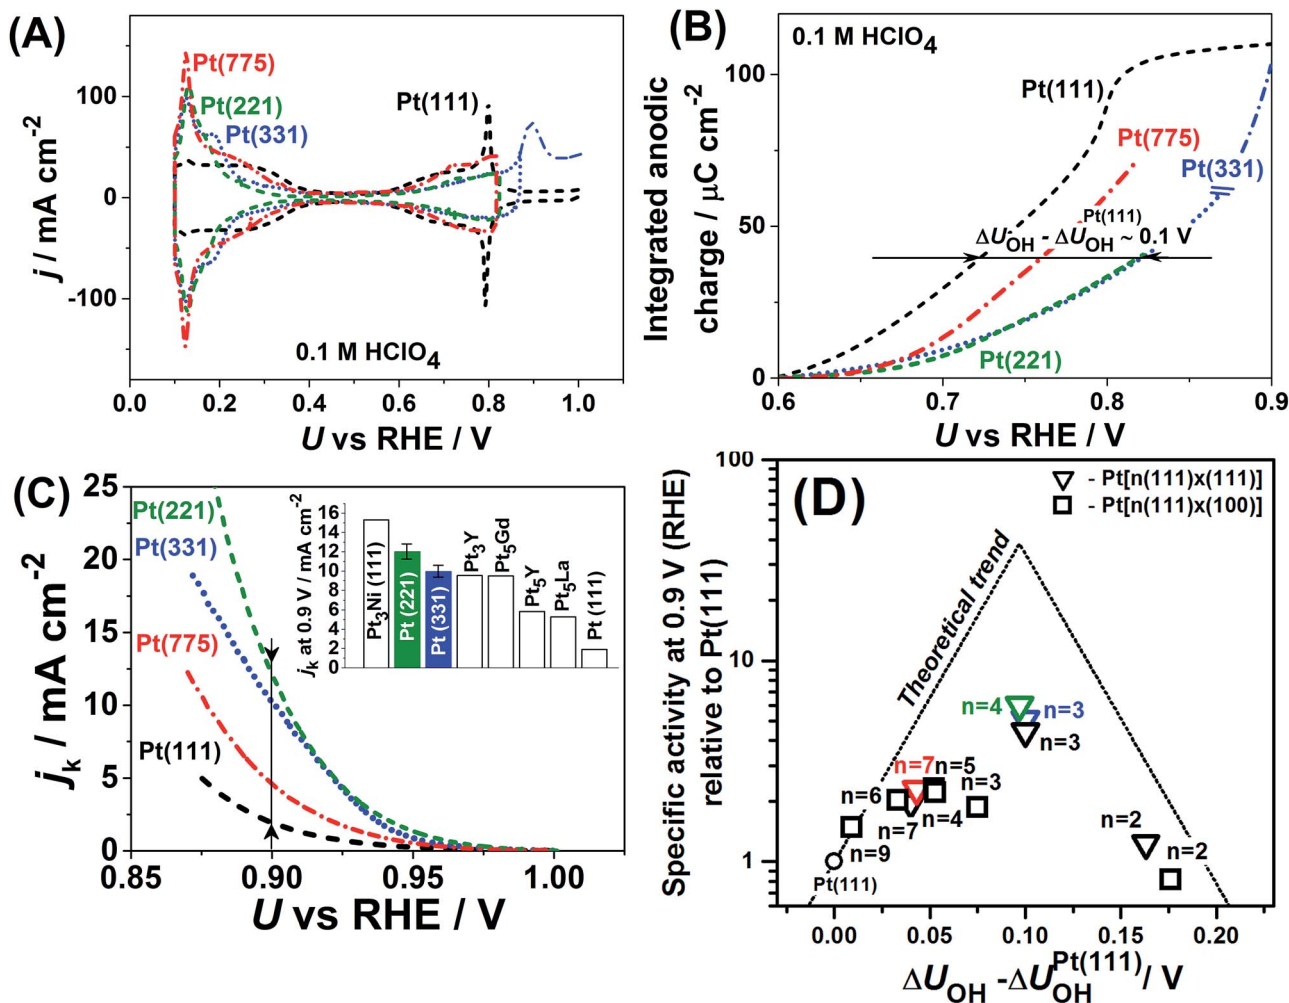 (A)
Pt(775)
Pt(221)
Pt(331)
Pt(111)
100
0
-100
j / mA cm⁻²
0.1 M HClO₄
0.0 0.2 0.4 0.6 0.8 1.0
U vs RHE / V
(B)
0.1 M HClO₄
Pt(111)
Pt(775)
Pt(331)
ΔU_OH - ΔU_OH^Pt(111) ~ 0.1 V
Pt(221)
100
50
0
Integrated anodic
charge / μC cm⁻²
0.6 0.7 0.8 0.9
U vs RHE / V
(C)
25
20
15
10
5
0
j_k / mA cm⁻²
Pt(221)
Pt(331)
Pt(775)
Pt(111)
j_k at 0.9 V / mA cm⁻²
16
14
12
10
8
6
4
2
0
Pt₃Ni (111)
Pt (221)
Pt (331)
Pt₃Y
Pt₅Gd
Pt₅Y
Pt₅La
Pt (111)
0.85 0.90 0.95 1.00
U vs RHE / V
(D)
- Pt[n(111)x(111)]
- Pt[n(111)x(100)]
Theoretical trend
100
10
1
Specific activity at 0.9 V (RHE)
relative to Pt(111)
n=4
n=3
n=3
n=7
n=5
n=3
n=6
n=7
n=4
n=9
n=2
n=2
Pt(111)
0.00 0.05 0.10 0.15 0.20
ΔU_OH -ΔU_OH^Pt(111) / V